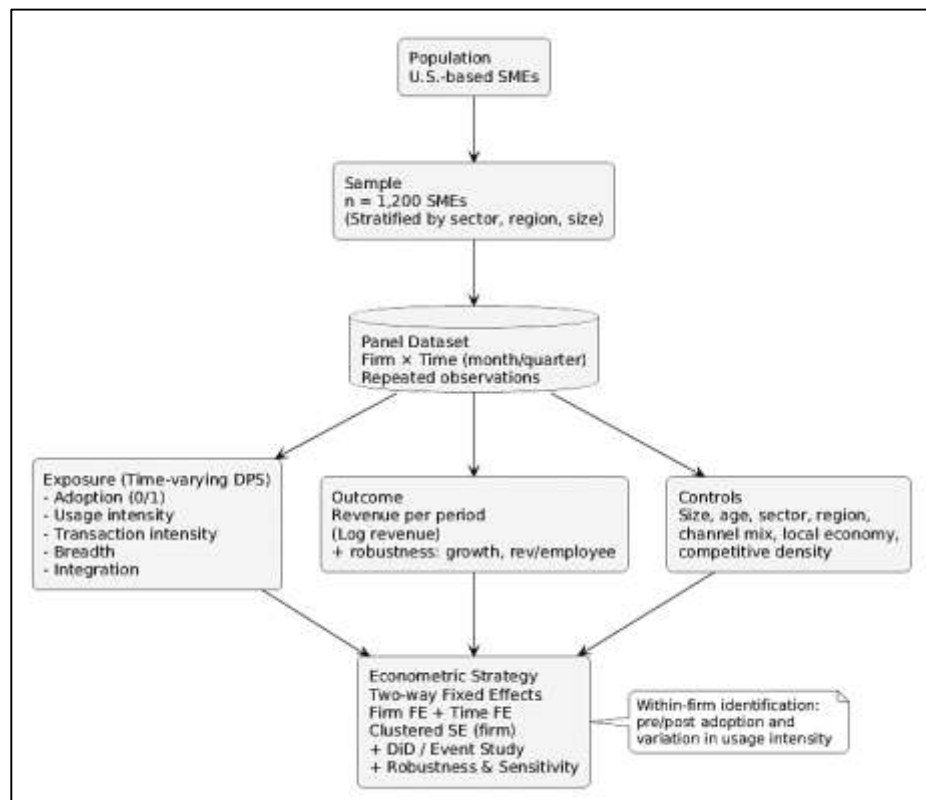 Population
U.S.-based SMEs
Sample
n = 1,200 SMEs
(Stratified by sector, region, size)
Panel Dataset
Firm × Time (month/quarter)
Repeated observations
Exposure (Time-varying DPS)
- Adoption (0/1)
- Usage intensity
- Transaction intensity
- Breadth
- Integration
Outcome
Revenue per period
(Log revenue)
+ robustness: growth, rev/employee
Controls
Size, age, sector, region,
channel mix, local economy,
competitive density
Econometric Strategy
Two-way Fixed Effects
Firm FE + Time FE
Clustered SE (firm)
+ DiD / Event Study
+ Robustness & Sensitivity
Within-firm identification:
pre/post adoption and
variation in usage intensity